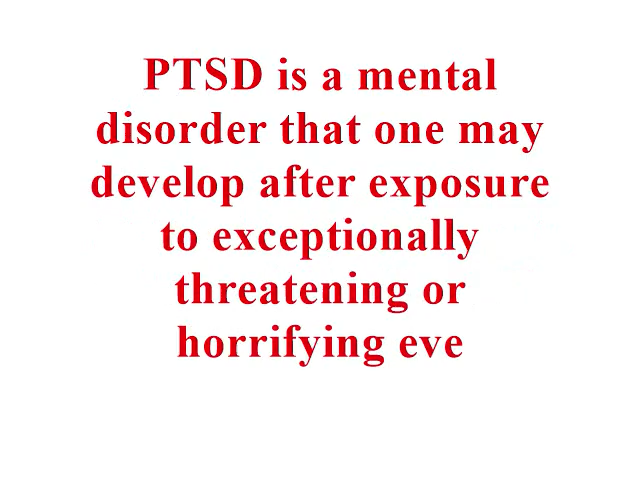 PTSD is a mental
disorder that one may
develop after exposure
to exceptionally
threatening or
horrifying eve